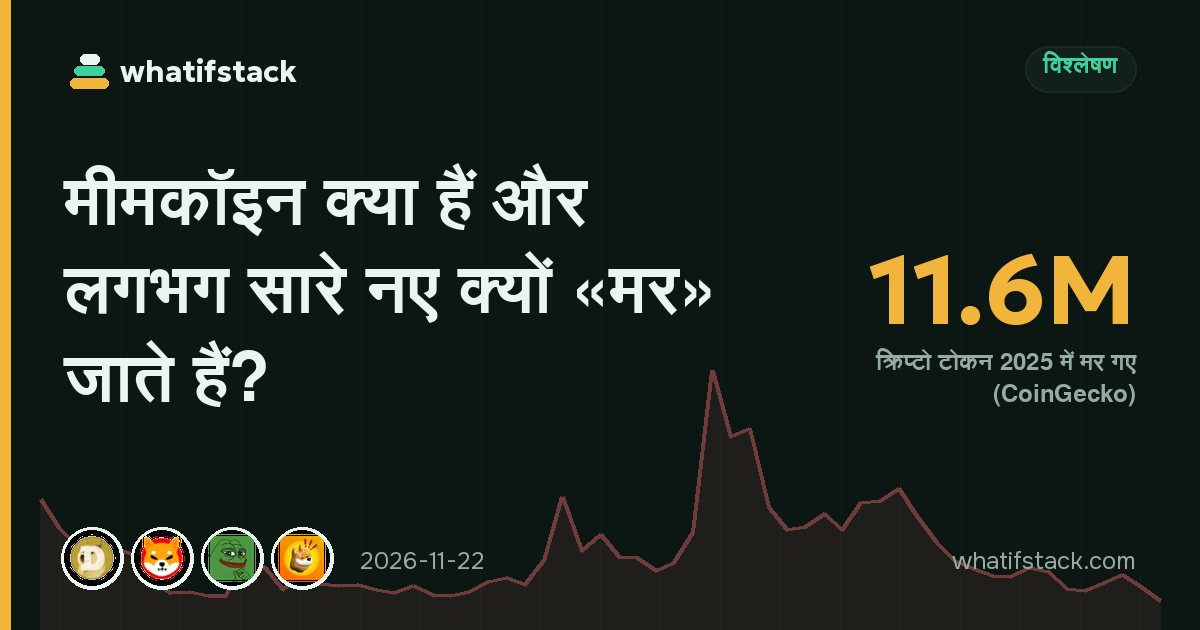 whatifstack
विश्लेषण
मीमकॉइन क्या हैं और
लगभग सारे नए क्यों «मर»
जाते हैं?
11.6M
क्रिप्टो टोकन 2025 में मर गए
(CoinGecko)
2026-11-22
whatifstack.com